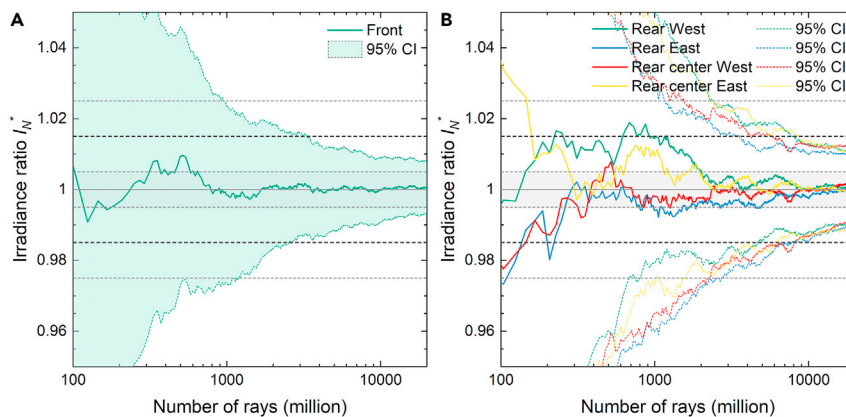 A
Irradiance ratio I_N^*
1.04
1.02
1
0.98
0.96
100
1000
10000
Number of rays (million)
Front
95% CI
B
Irradiance ratio I_N^*
1.04
1.02
1
0.98
0.96
100
1000
10000
Number of rays (million)
Rear West 95% CI
Rear East 95% CI
Rear center West 95% CI
Rear center East 95% CI